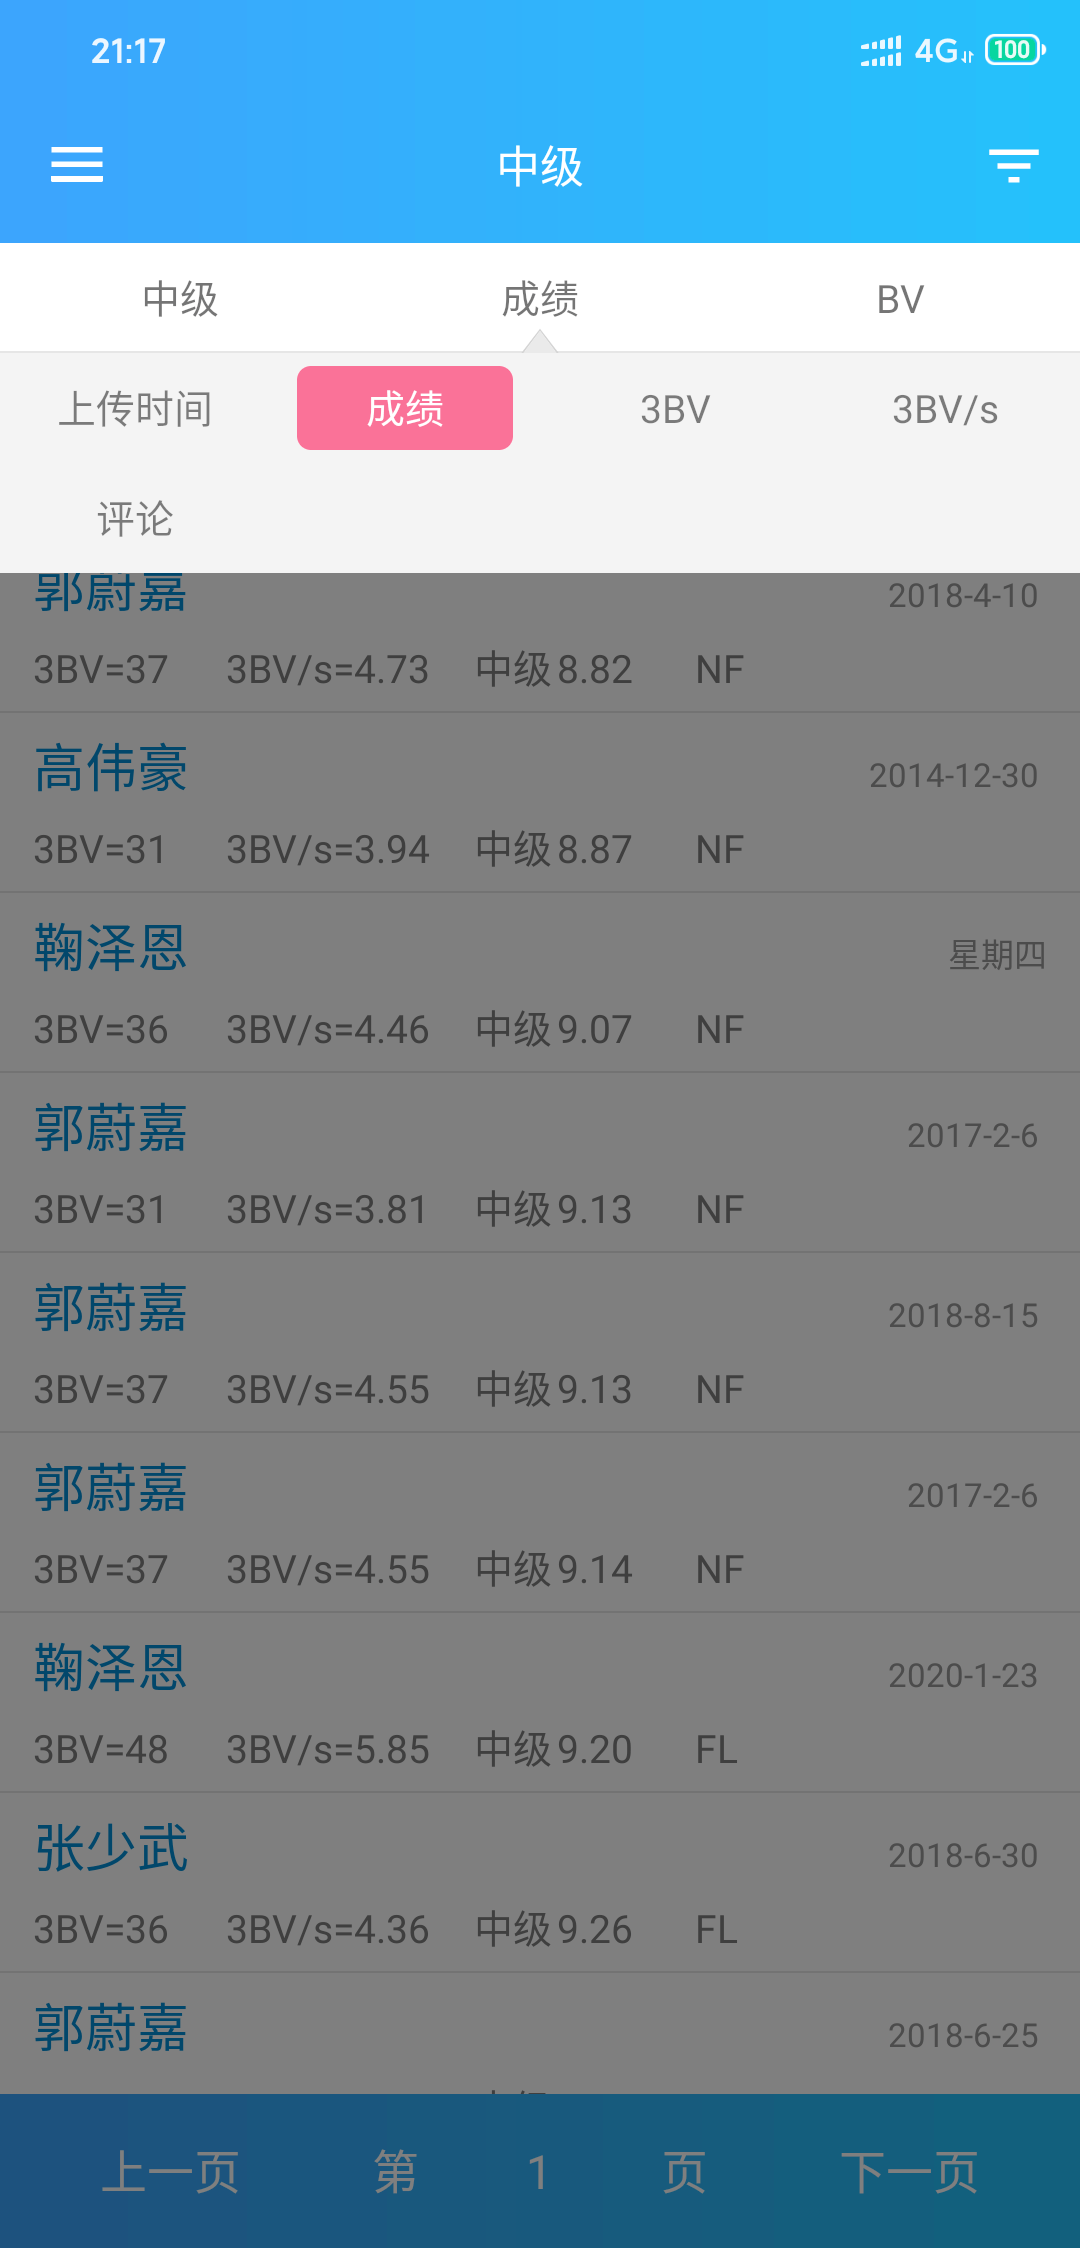 21:17 4G 100
中级
中级 成绩 BV
上传时间 成绩 3BV 3BV/s
评论
郭蔚嘉 2018-4-10
3BV=37 3BV/s=4.73 中级 8.82 NF
高伟豪 2014-12-30
3BV=31 3BV/s=3.94 中级 8.87 NF
鞠泽恩 星期四
3BV=36 3BV/s=4.46 中级 9.07 NF
郭蔚嘉 2017-2-6
3BV=31 3BV/s=3.81 中级 9.13 NF
郭蔚嘉 2018-8-15
3BV=37 3BV/s=4.55 中级 9.13 NF
郭蔚嘉 2017-2-6
3BV=37 3BV/s=4.55 中级 9.14 NF
鞠泽恩 2020-1-23
3BV=48 3BV/s=5.85 中级 9.20 FL
张少武 2018-6-30
3BV=36 3BV/s=4.36 中级 9.26 FL
郭蔚嘉 2018-6-25
上一页 第 1 页 下一页